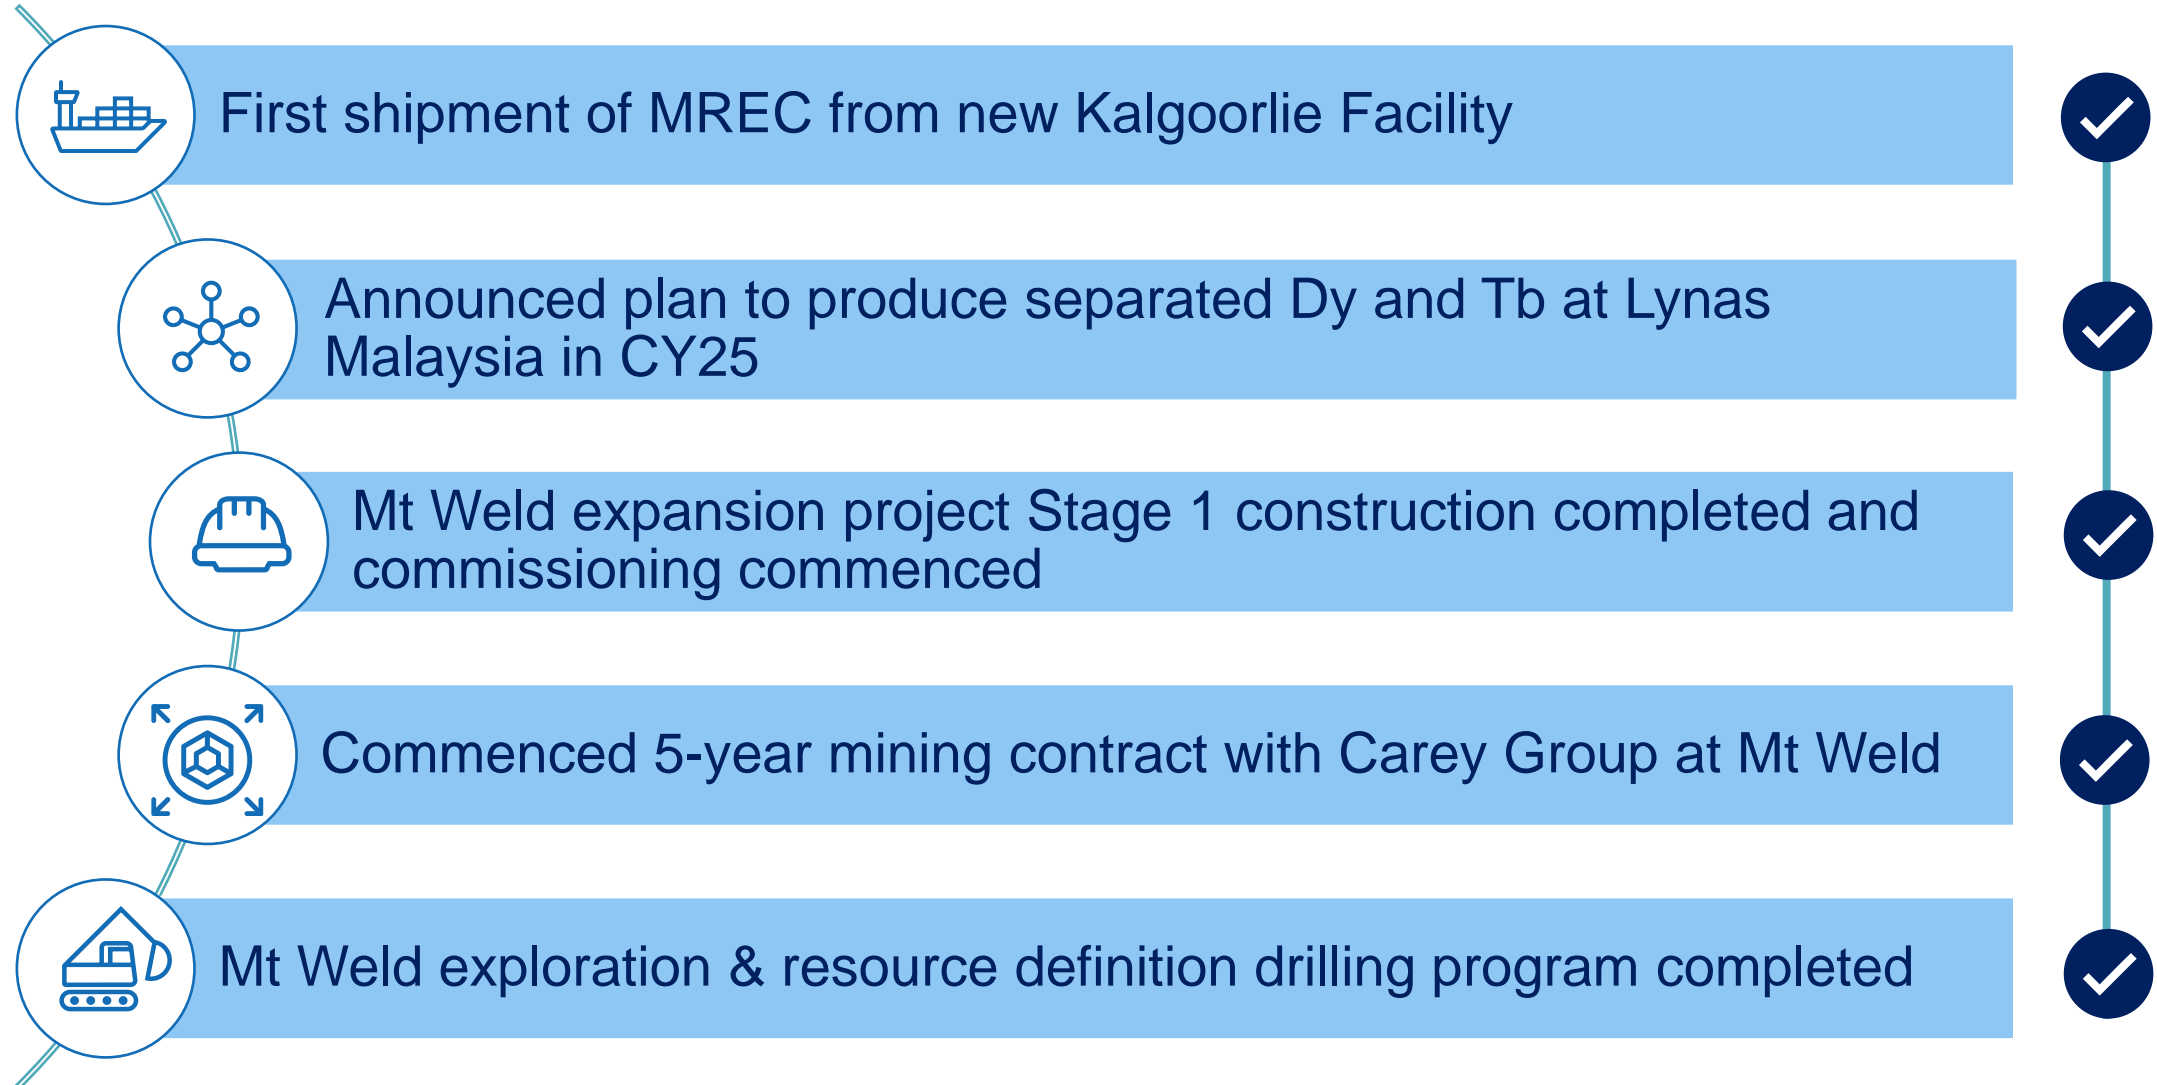 First shipment of MREC from new Kalgoorlie Facility
Announced plan to produce separated Dy and Tb at Lynas
Malaysia in CY25
Mt Weld expansion project Stage 1 construction completed and
commissioning commenced
Commenced 5-year mining contract with Carey Group at Mt Weld
Mt Weld exploration & resource definition drilling program completed